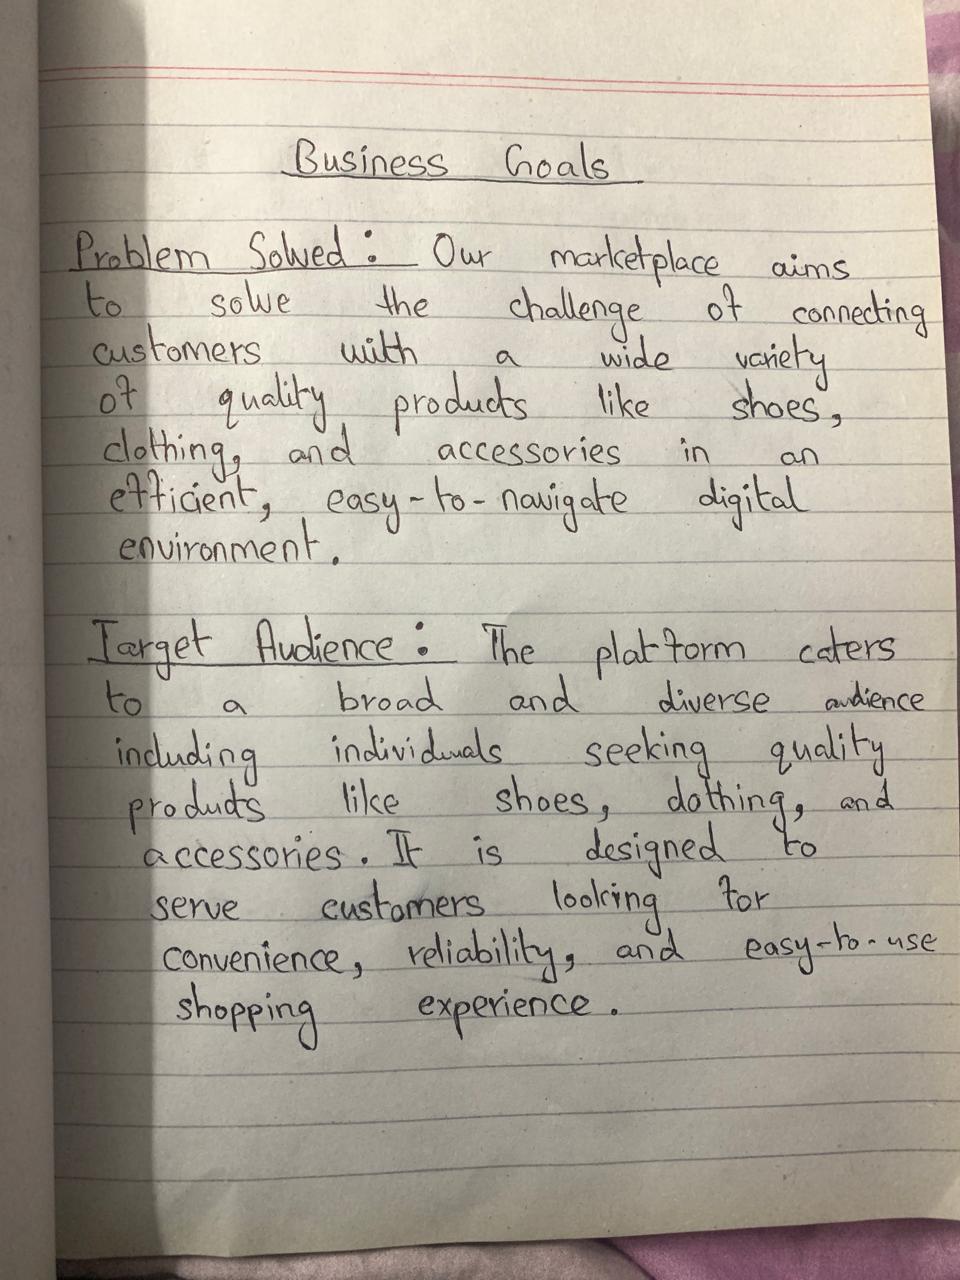 Business Goals
Problem Solved: Our marketplace aims
to solve the challenge of connecting
customers with a wide variety
of quality products like shoes,
clothing, and accessories in an
efficient, easy-to-navigate digital
environment.
Target Audience: The platform caters
to a broad and diverse audience
including individuals seeking quality
products like shoes, clothing, and
accessories. It is designed to
serve customers looking for
convenience, reliability, and easy-to-use
shopping experience.